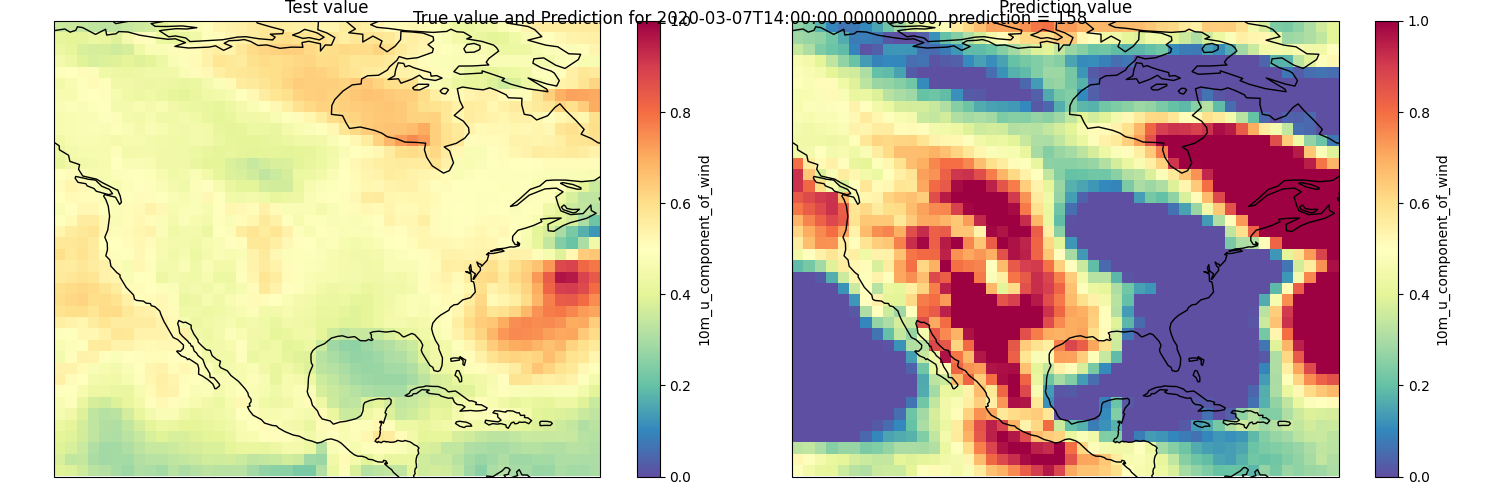 Test value
Prediction value
True value and Prediction for 2020-03-07T14:00:00.000000000, prediction = 158
1.0
0.8
0.6
0.4
0.2
0.0
10m_u_component_of_wind
1.0
0.8
0.6
0.4
0.2
0.0
10m_u_component_of_wind